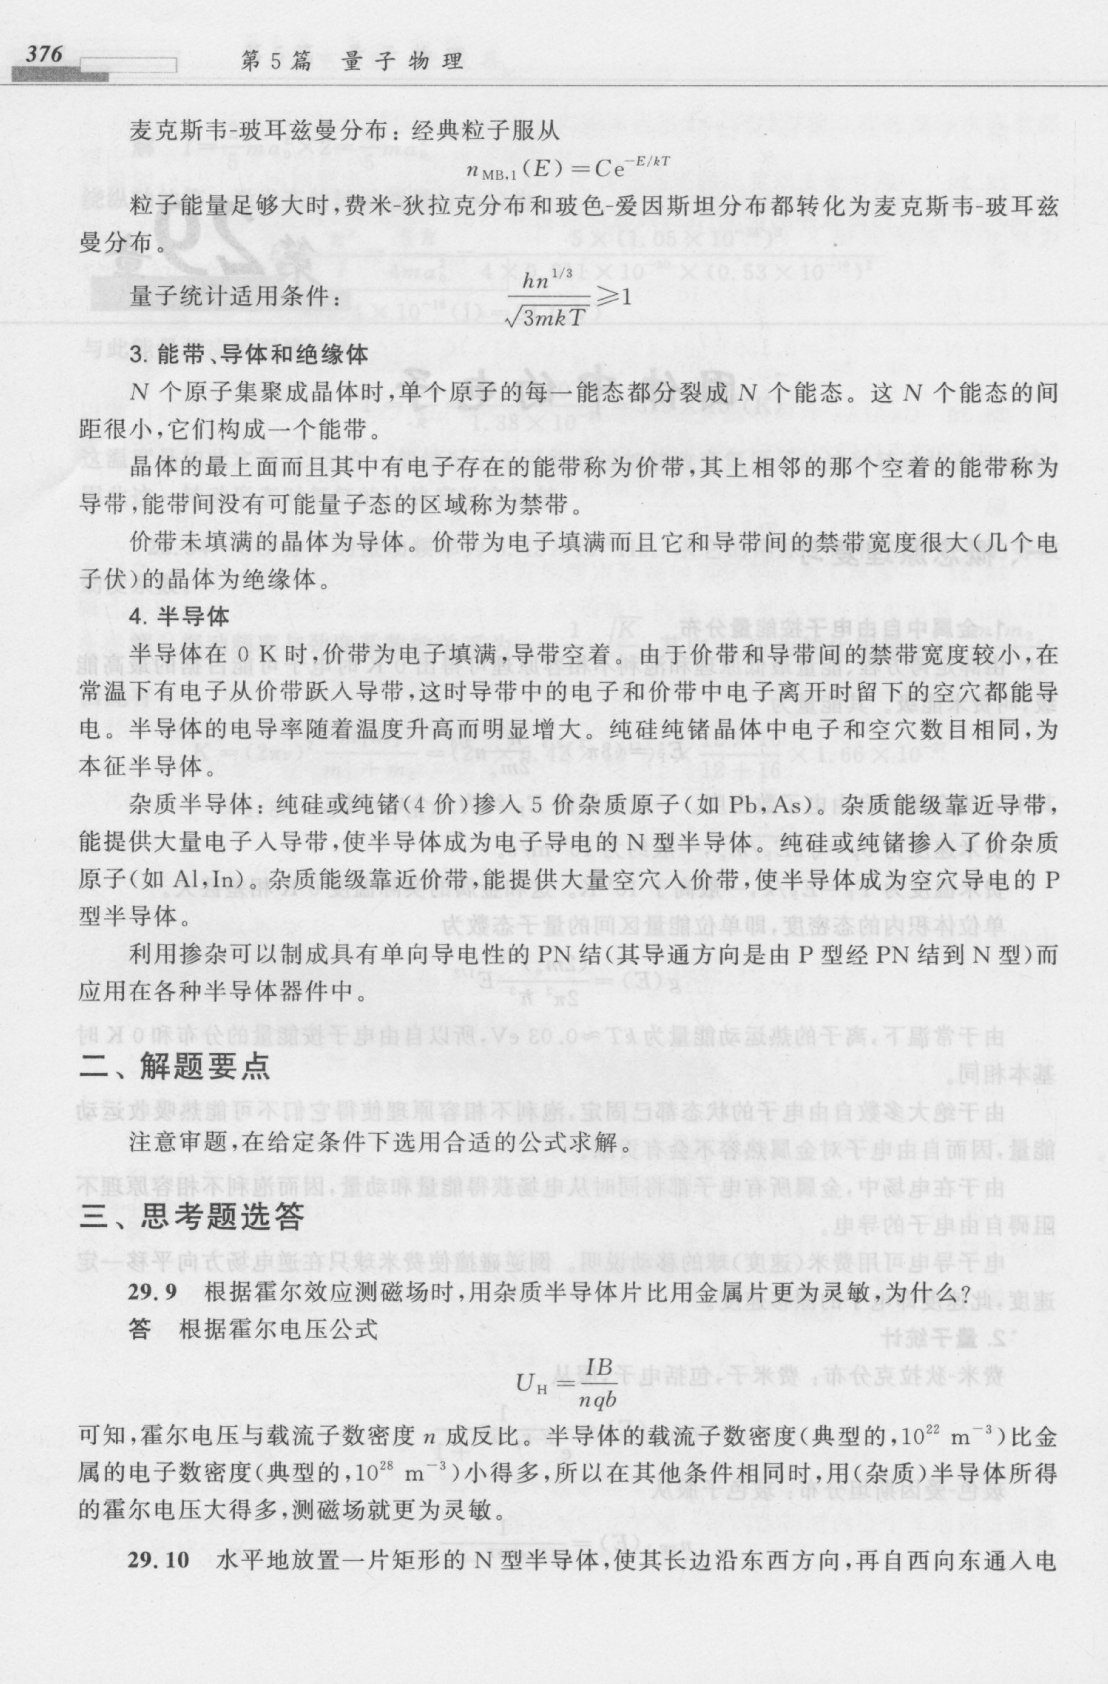 376
第5篇 量子物理
麦克斯韦-玻耳兹曼分布：经典粒子服从
n_{MB,1}(E)=Ce^{-E/kT}
粒子能量足够大时,费米-狄拉克分布和玻色-爱因斯坦分布都转化为麦克斯韦-玻耳兹
曼分布。
量子统计适用条件： \frac{hn^{1/3}}{\sqrt{3mkT}}⩾1
3. 能带、导体和绝缘体
N 个原子集聚成晶体时,单个原子的每一能态都分裂成 N 个能态。这 N 个能态的间
距很小,它们构成一个能带。
晶体的最上面而且其中有电子存在的能带称为价带,其上相邻的那个空着的能带称为
导带,能带间没有可能量子态的区域称为禁带。
价带未填满的晶体为导体。价带为电子填满而且它和导带间的禁带宽度很大(几个电
子伏)的晶体为绝缘体。
4. 半导体
半导体在 0 K 时,价带为电子填满,导带空着。由于价带和导带间的禁带宽度较小,在
常温下有电子从价带跃入导带,这时导带中的电子和价带中电子离开时留下的空穴都能导
电。半导体的电导率随着温度升高而明显增大。纯硅纯锗晶体中电子和空穴数目相同,为
本征半导体。
杂质半导体：纯硅或纯锗(4 价)掺入 5 价杂质原子(如 Pb,As)。杂质能级靠近导带,
能提供大量电子入导带,使半导体成为电子导电的 N 型半导体。纯硅或纯锗掺入了价杂质
原子(如 Al,In)。杂质能级靠近价带,能提供大量空穴入价带,使半导体成为空穴导电的 P
型半导体。
利用掺杂可以制成具有单向导电性的 PN 结(其导通方向是由 P 型经 PN 结到 N 型)而
应用在各种半导体器件中。
二、解题要点
注意审题,在给定条件下选用合适的公式求解。
三、思考题选答
29.9 根据霍尔效应测磁场时,用杂质半导体片比用金属片更为灵敏,为什么?
答 根据霍尔电压公式
U_H=\frac{IB}{nqb}
可知,霍尔电压与载流子数密度 n 成反比。半导体的载流子数密度(典型的,10^{22} m^{-3})比金
属的电子数密度(典型的,10^{28} m^{-3})小得多,所以在其他条件相同时,用(杂质)半导体所得
的霍尔电压大得多,测磁场就更为灵敏。
29.10 水平地放置一片矩形的 N 型半导体,使其长边沿东西方向,再自西向东通入电